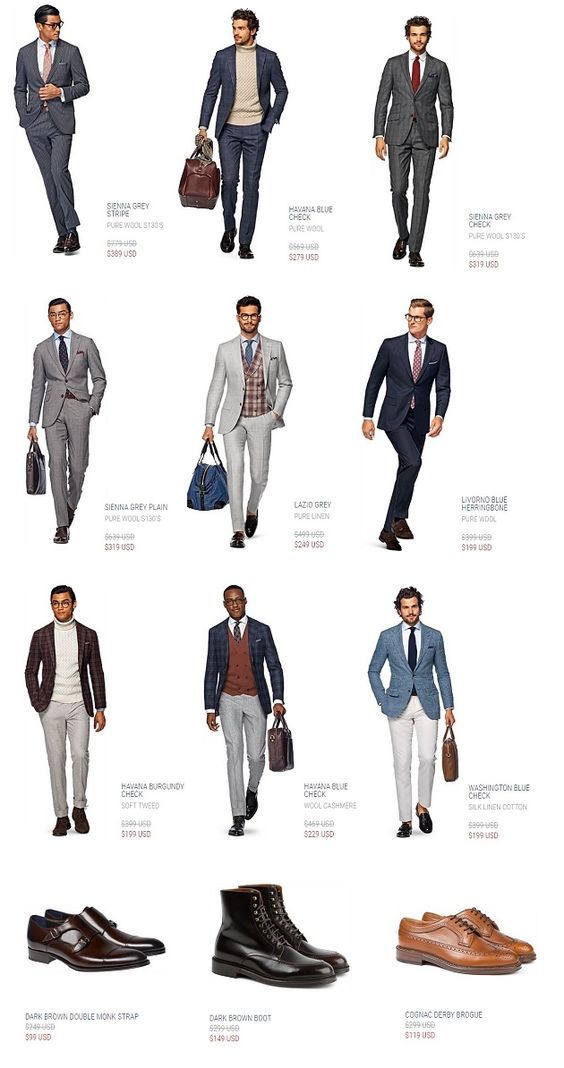 SIENNA GREY
STRIPE
PURE WOOL S130'S
$779 USD
$389 USD
HAVANA BLUE
CHECK
PURE WOOL
$569 USD
$279 USD
SIENNA GREY
CHECK
PURE WOOL S130'S
$639 USD
$319 USD
SIENNA GREY PLAIN
PURE WOOL S130'S
$639 USD
$319 USD
LAZIO GREY
PURE LINEN
$499 USD
$249 USD
LIVORNO BLUE
HERRINGBONE
PURE WOOL
$399 USD
$199 USD
HAVANA BURGUNDY
CHECK
SOFT TWEED
$399 USD
$199 USD
HAVANA BLUE
CHECK
WOOL CASHMERE
$469 USD
$229 USD
WASHINGTON BLUE
CHECK
SILK LINEN COTTON
$399 USD
$199 USD
DARK BROWN DOUBLE MONK STRAP
$249 USD
$99 USD
DARK BROWN BOOT
$299 USD
$149 USD
COGNAC DERBY BROGUE
$299 USD
$119 USD